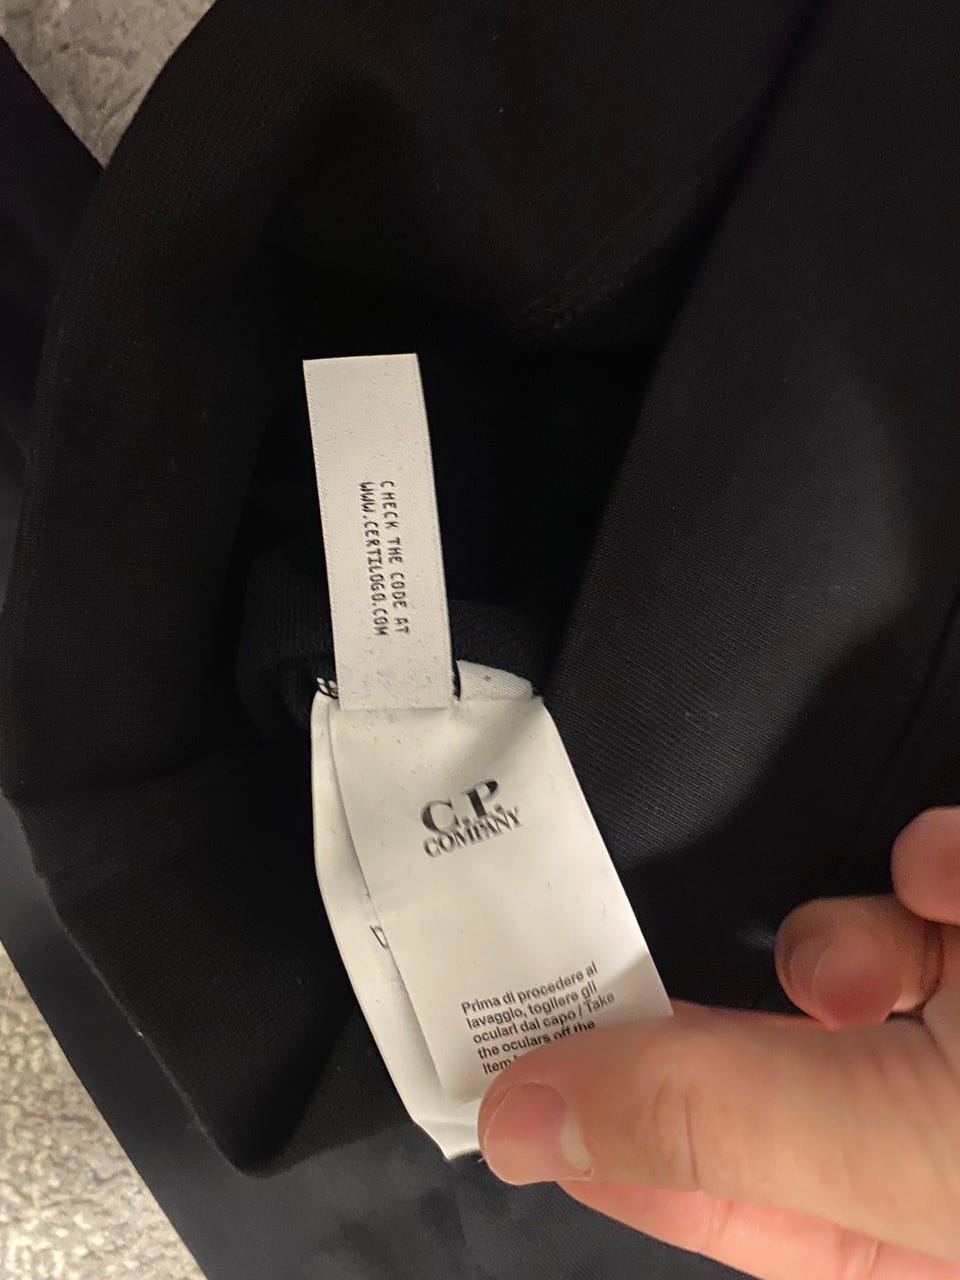 CHECK THE CODE AT
WWW.CERTILOGO.COM
C.P.
COMPANY
Prima di procedere al
lavaggio, togliere gli
oculari dal capo / Take
the oculars off the
item